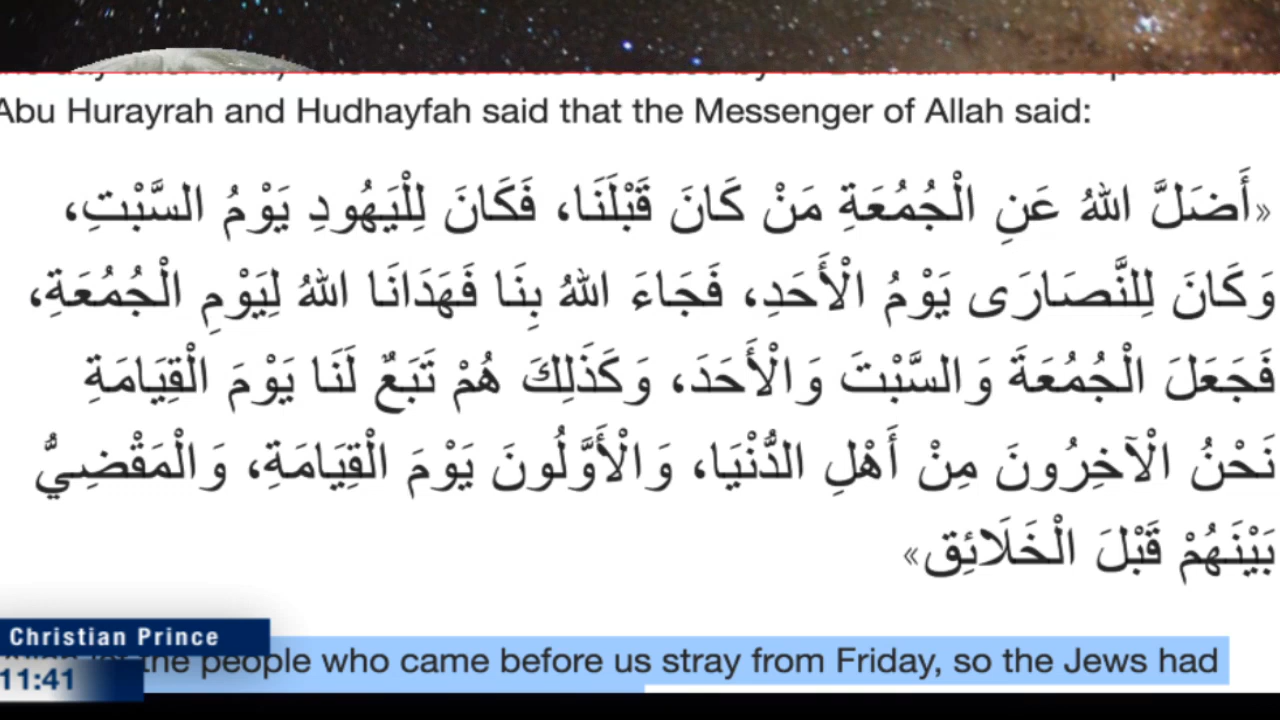 Abu Hurayrah and Hudhayfah said that the Messenger of Allah said:
«أَضَلَّ اللهُ عَنِ الْجُمُعَةِ مَنْ كَانَ قَبْلَنَا، فَكَانَ لِلْيَهُودِ يَوْمُ السَّبْتِ،
وَكَانَ لِلنَّصَارَى يَوْمُ الْأَحَدِ، فَجَاءَ اللهُ بِنَا فَهَدَانَا اللهُ لِيَوْمِ الْجُمُعَةِ،
فَجَعَلَ الْجُمُعَةَ وَالسَّبْتَ وَالْأَحَدَ، وَكَذَلِكَ هُمْ تَبَعٌ لَنَا يَوْمَ الْقِيَامَةِ
نَحْنُ الْآخِرُونَ مِنْ أَهْلِ الدُّنْيَا، وَالْأَوَّلُونَ يَوْمَ الْقِيَامَةِ، وَالْمَقْضِيُّ
بَيْنَهُمْ قَبْلَ الْخَلَائِقِ»
Christian Prince
the people who came before us stray from Friday, so the Jews had
11:41